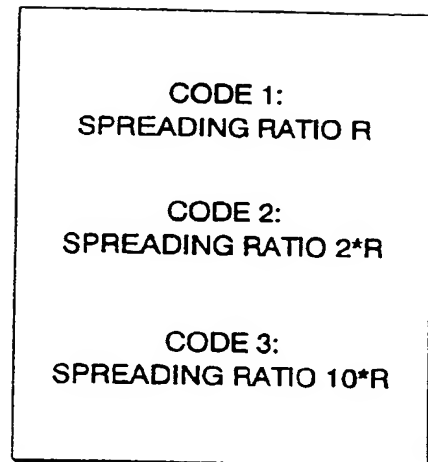 CODE 1:
SPREADING RATIO R
CODE 2:
SPREADING RATIO 2*R
CODE 3:
SPREADING RATIO 10*R